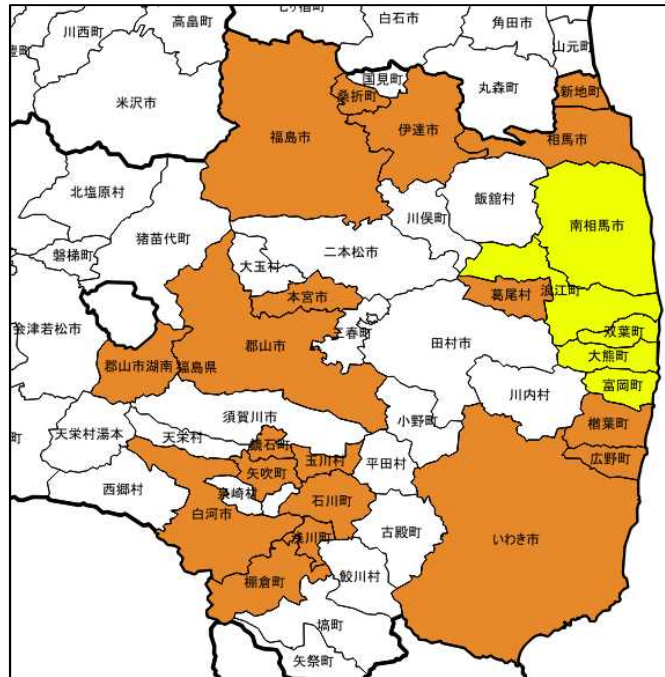 川西町
高畠町
白石市
角田市
山元町
国見町
丸森町
米沢市
桑折町
新地町
福島市
伊達市
相馬市
北塩原村
川俣町
飯舘村
南相馬市
猪苗代町
磐梯町
大玉村
二本松市
本宮市
葛尾村
浪江町
会津若松市
三春町
双葉町
郡山市
田村市
大熊町
郡山市湖南
福島県
川内村
富岡町
須賀川市
小野町
楢葉町
天栄村湯本
天栄村
鏡石町
玉川村
平田村
広野町
西郷村
矢吹町
泉崎村
石川町
白河市
古殿町
いわき市
浅川町
棚倉町
鮫川村
塙町
矢祭町